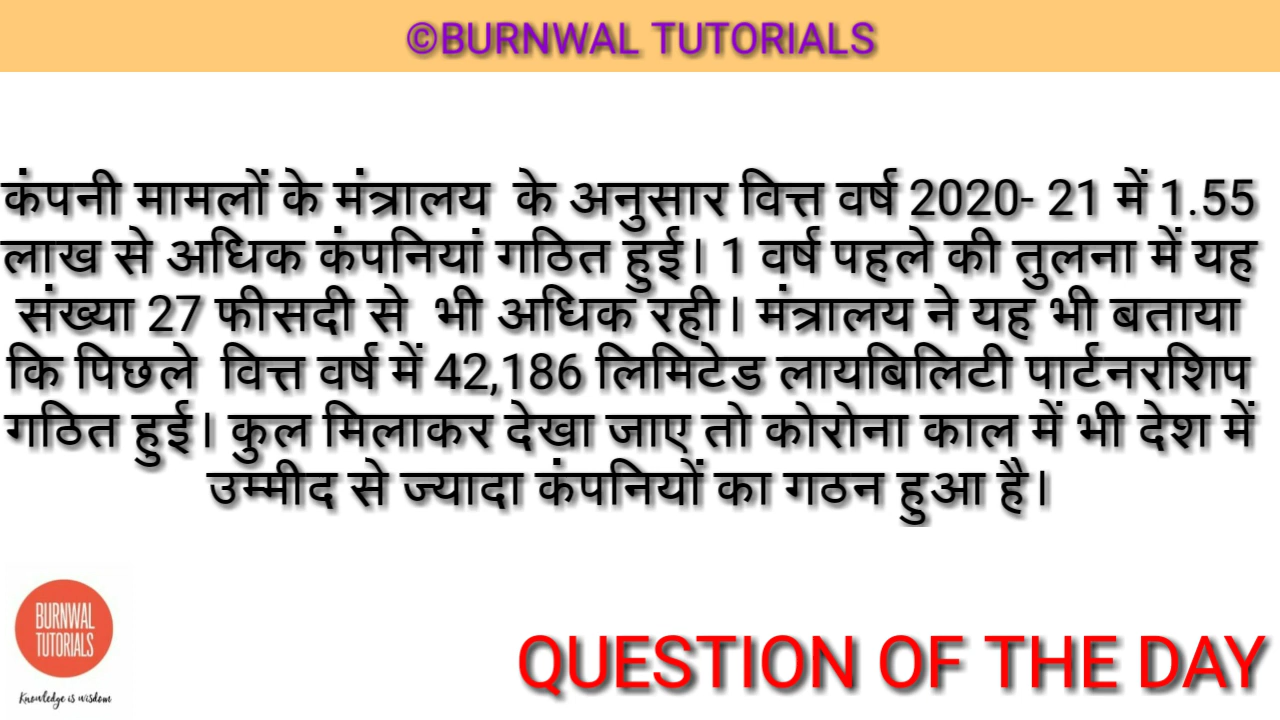 ©BURNWAL TUTORIALS
कंपनी मामलों के मंत्रालय के अनुसार वित्त वर्ष 2020- 21 में 1.55
लाख से अधिक कंपनियां गठित हुई। 1 वर्ष पहले की तुलना में यह
संख्या 27 फीसदी से भी अधिक रही। मंत्रालय ने यह भी बताया
कि पिछले वित्त वर्ष में 42,186 लिमिटेड लायबिलिटी पार्टनरशिप
गठित हुई। कुल मिलाकर देखा जाए तो कोरोना काल में भी देश में
उम्मीद से ज्यादा कंपनियों का गठन हुआ है।
BURNWAL
TUTORIALS
Knowledge is wisdom
QUESTION OF THE DAY